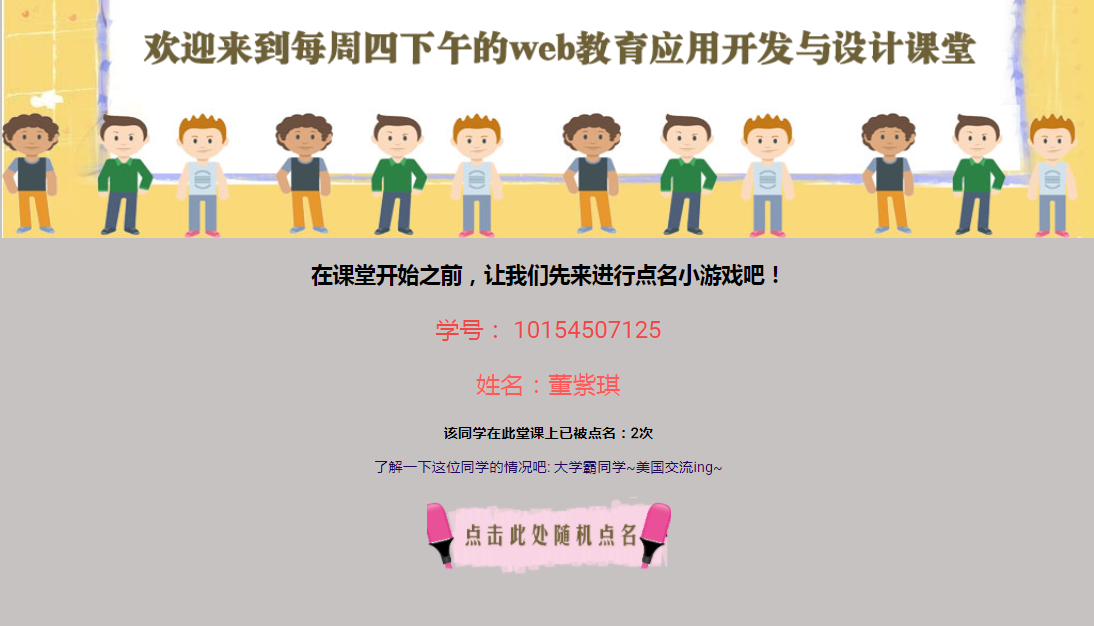 欢迎来到每周四下午的web教育应用开发与设计课堂
在课堂开始之前，让我们先来进行点名小游戏吧！
学号： 10154507125
姓名：董紫琪
该同学在此堂课上已被点名：2次
了解一下这位同学的情况吧: 大学霸同学~美国交流ing~
点击此处随机点名